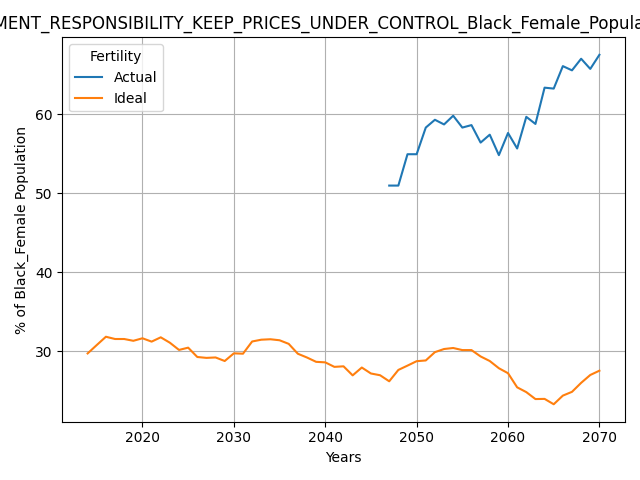 MENT_RESPONSIBILITY_KEEP_PRICES_UNDER_CONTROL_Black_Female_Popula
Fertility
Actual
Ideal
% of Black_Female Population
60
50
40
30
2020
2030
2040
2050
2060
2070
Years